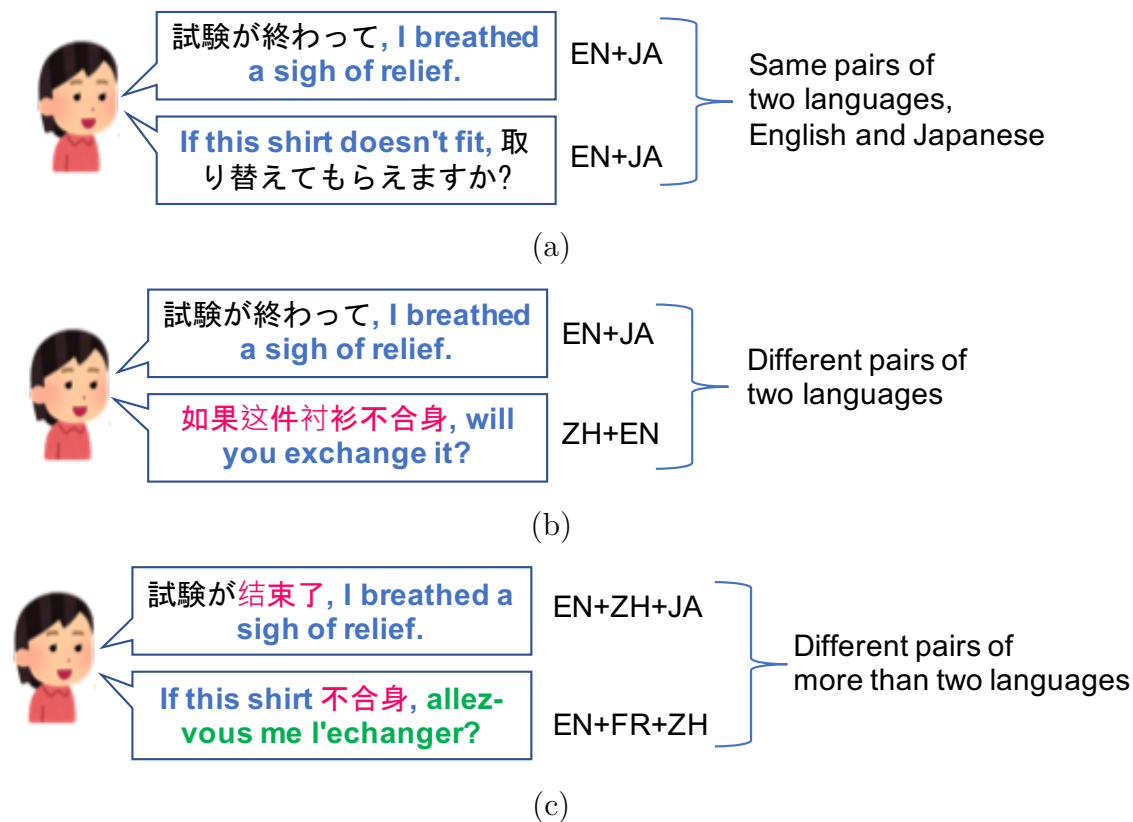 試験が終わって, I breathed
a sigh of relief.
EN+JA
If this shirt doesn't fit, 取
り替えてもらえますか?
EN+JA
Same pairs of
two languages,
English and Japanese
(a)
試験が終わって, I breathed
a sigh of relief.
EN+JA
如果这件衬衫不合身, will
you exchange it?
ZH+EN
Different pairs of
two languages
(b)
試験が结束了, I breathed a
sigh of relief.
EN+ZH+JA
If this shirt 不合身, allez-
vous me l'echanger?
EN+FR+ZH
Different pairs of
more than two languages
(c)